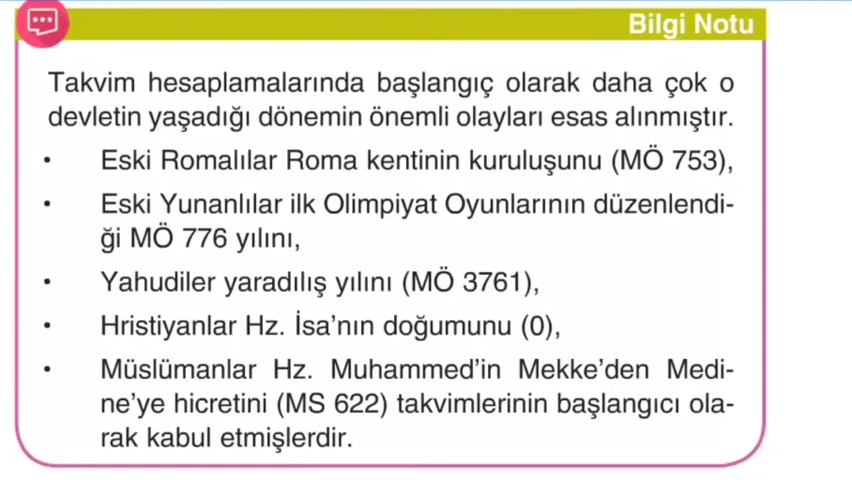 Bilgi Notu
Takvim hesaplamalarında başlangıç olarak daha çok o
devletin yaşadığı dönemin önemli olayları esas alınmıştır.
• Eski Romalılar Roma kentinin kuruluşunu (MÖ 753),
• Eski Yunanlılar ilk Olimpiyat Oyunlarının düzenlendi-
ği MÖ 776 yılını,
• Yahudiler yaradılış yılını (MÖ 3761),
• Hristiyanlar Hz. İsa’nın doğumunu (0),
• Müslümanlar Hz. Muhammed’in Mekke’den Medi-
ne’ye hicretini (MS 622) takvimlerinin başlangıcı ola-
rak kabul etmişlerdir.